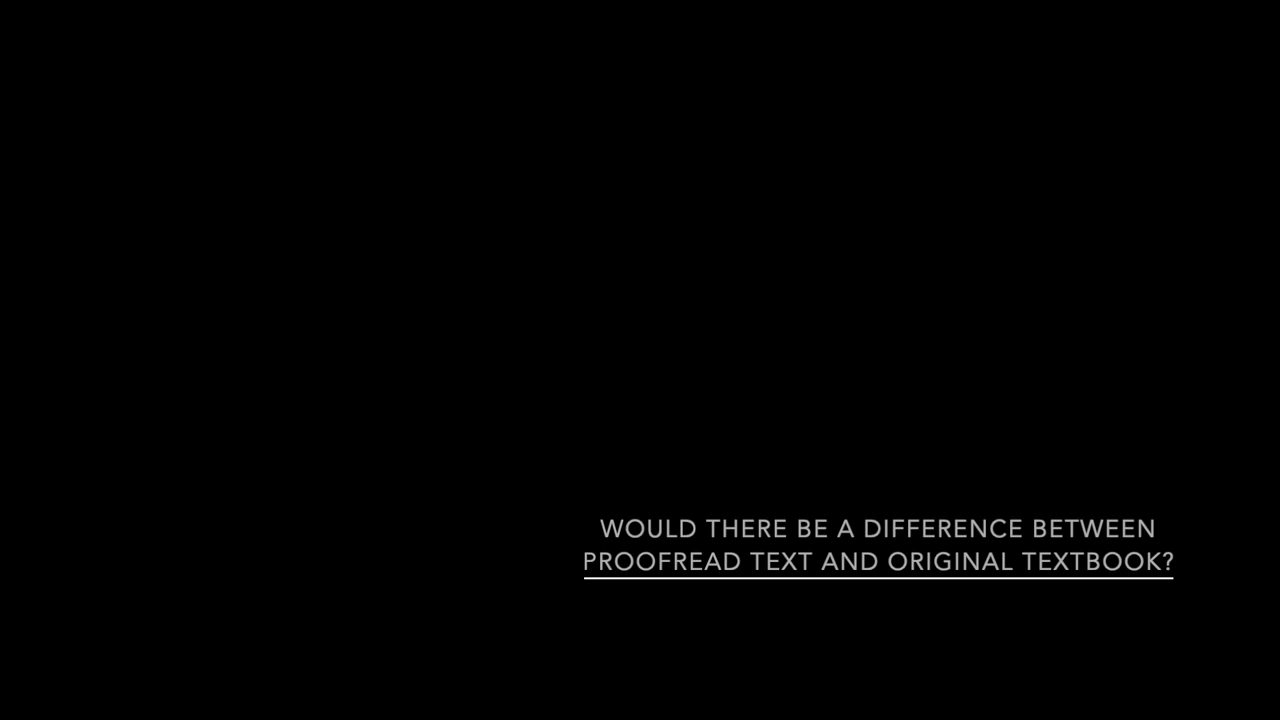 WOULD THERE BE A DIFFERENCE BETWEEN
PROOFREAD TEXT AND ORIGINAL TEXTBOOK?